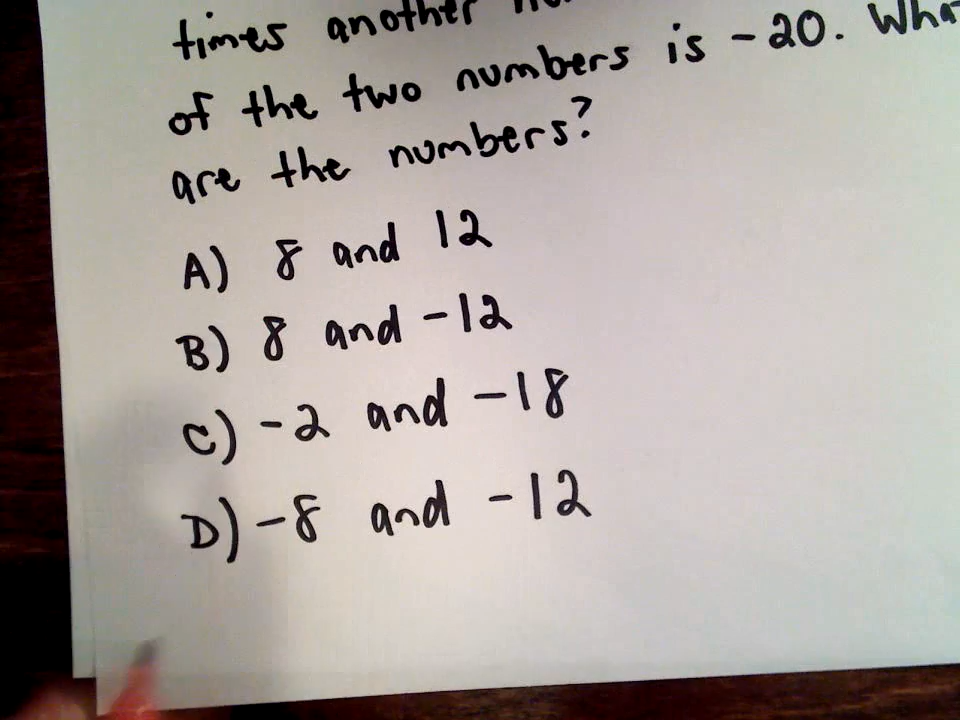 times another
of the two numbers is -20. What
are the numbers?
A) 8 and 12
B) 8 and -12
C) -2 and -18
D) -8 and -12